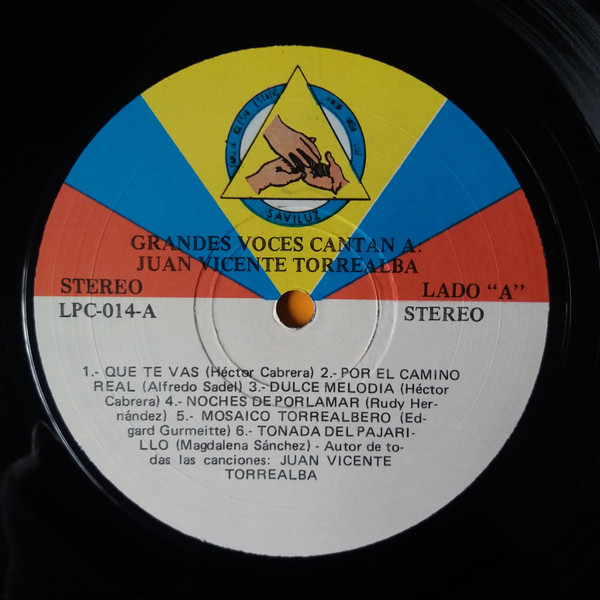 SAVILUZ
GRANDES VOCES CANTAN A.
JUAN VICENTE TORREALBA
STEREO
LPC-014-A
LADO "A"
STEREO
1.- QUE TE VAS (Héctor Cabrera) 2.- POR EL CAMINO
REAL (Alfredo Sadel) 3.- DULCE MELODIA (Héctor
Cabrera) 4.- NOCHES DE PORLAMAR (Rudy Her-
nández) 5.- MOSAICO TORREALBERO (Ed-
gard Gurmeitte) 6.- TONADA DEL PAJARI-
LLO (Magdalena Sánchez) - Autor de to-
das las canciones: JUAN VICENTE
TORREALBA